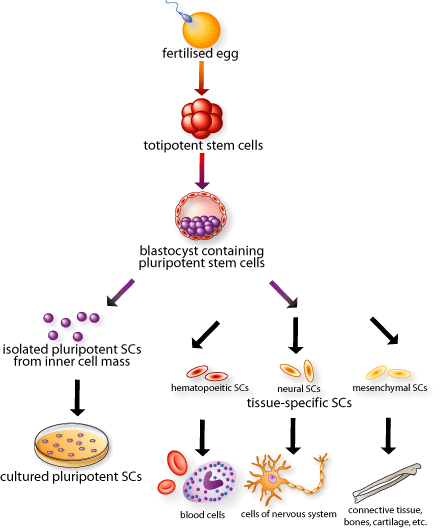 fertilised egg
totipotent stem cells
blastocyst containing
pluripotent stem cells
isolated pluripotent SCs
from inner cell mass
hematopoeitic SCs
neural SCs
mesenchymal SCs
tissue-specific SCs
cultured pluripotent SCs
blood cells
cells of nervous system
connective tissue,
bones, cartilage, etc.